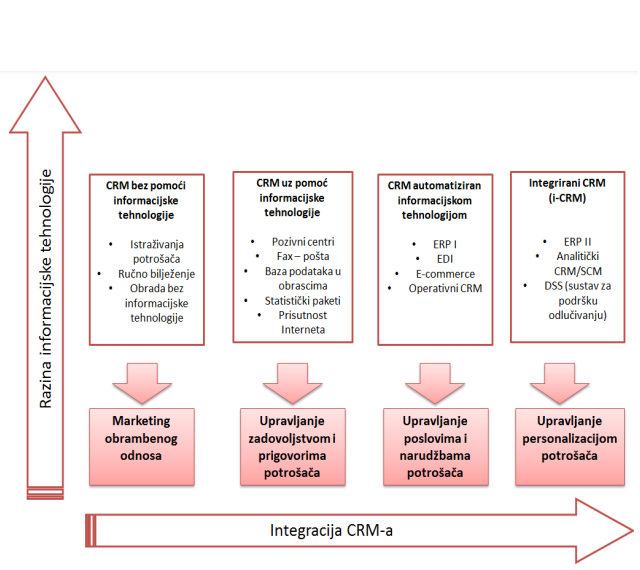 Razina informacijske tehnologije
CRM bez pomoći
informacijske
tehnologije
• Istraživanja
potrošača
• Ručno bilježenje
• Obrada bez
informacijske
tehnologije
CRM uz pomoć
informacijske
tehnologije
• Pozivni centri
• Fax – pošta
• Baza podataka u
obrascima
• Statistički paketi
• Prisutnost
Interneta
CRM automatiziran
informacijskom
tehnologijom
• ERP I
• EDI
• E-commerce
• Operativni CRM
Integrirani CRM
(i-CRM)
• ERP II
• Analitički
CRM/SCM
• DSS (sustav za
podršku
odlučivanju)
Marketing
obrambenog
odnosa
Upravljanje
zadovoljstvom i
prigovorima
potrošača
Upravljanje
poslovima i
narudžbama
potrošača
Upravljanje
personalizacijom
potrošača
Integracija CRM-a